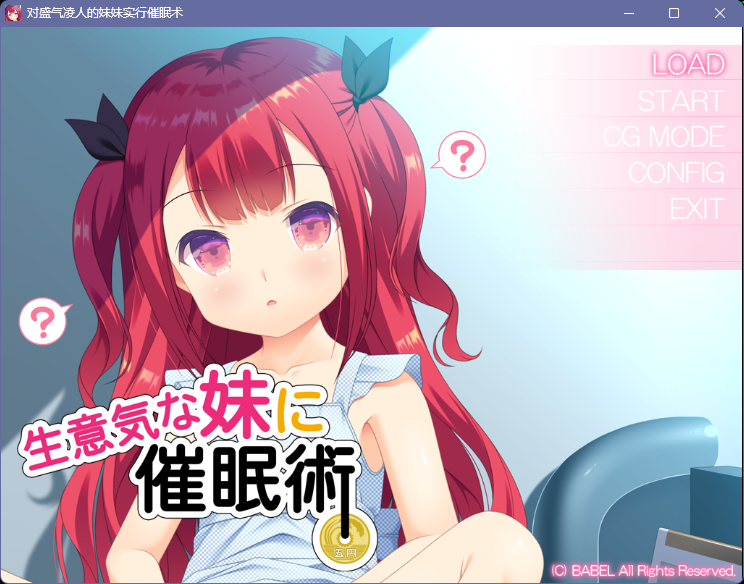 对盛气凌人的妹妹实行催眠术
LOAD
START
CG MODE
CONFIG
EXIT
?
?
生意気な妹に
催眠術
五円
(C) BABEL All Rights Reserved.